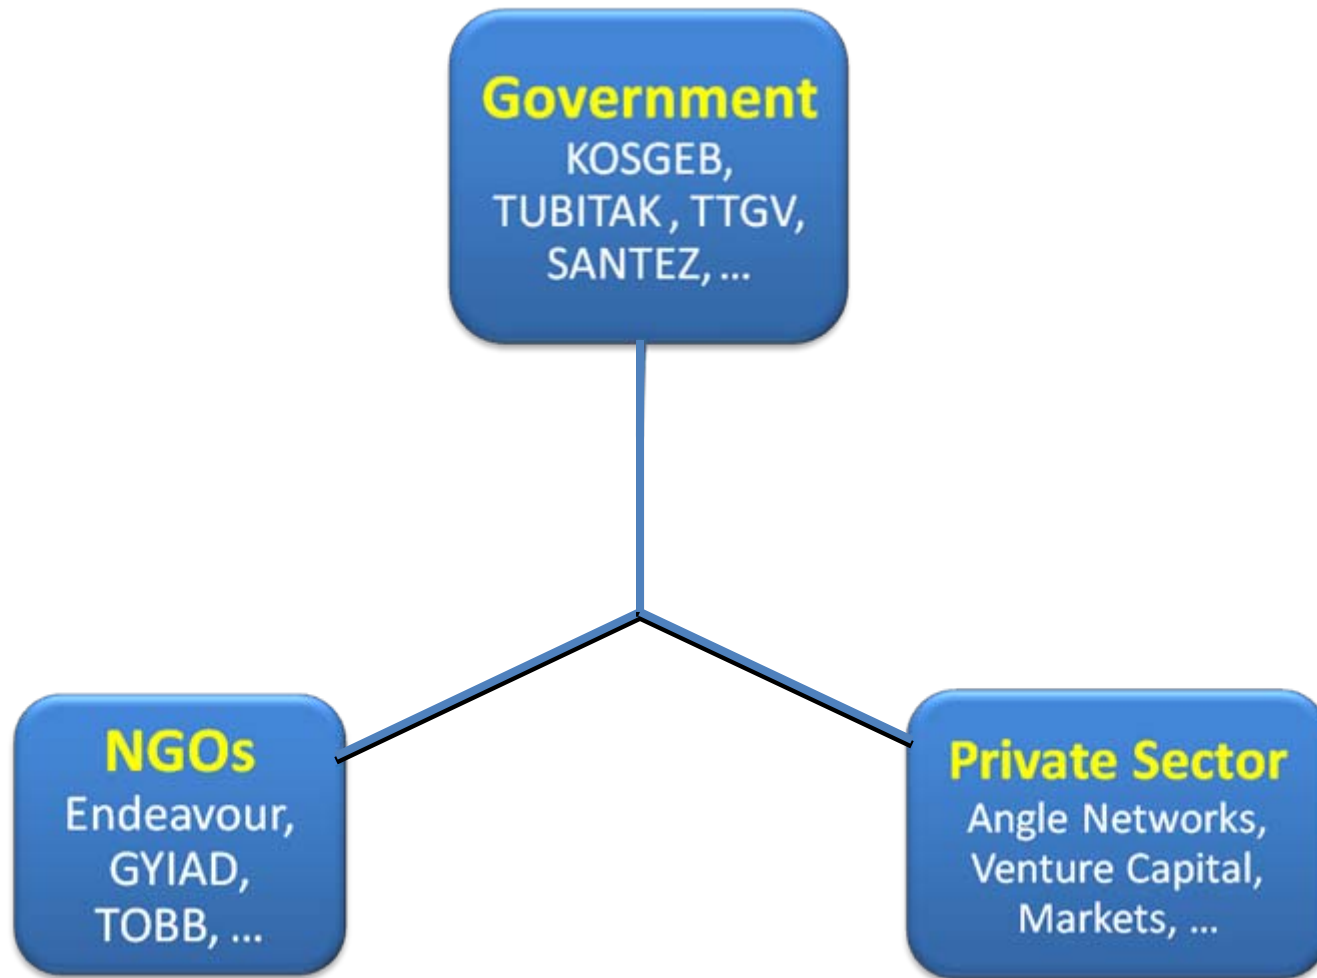 Government
KOSGEB,
TUBITAK, TTGV,
SANTEZ, ...
NGOs
Endeavour,
GYIAD,
TOBB, ...
Private Sector
Angle Networks,
Venture Capital,
Markets, ...